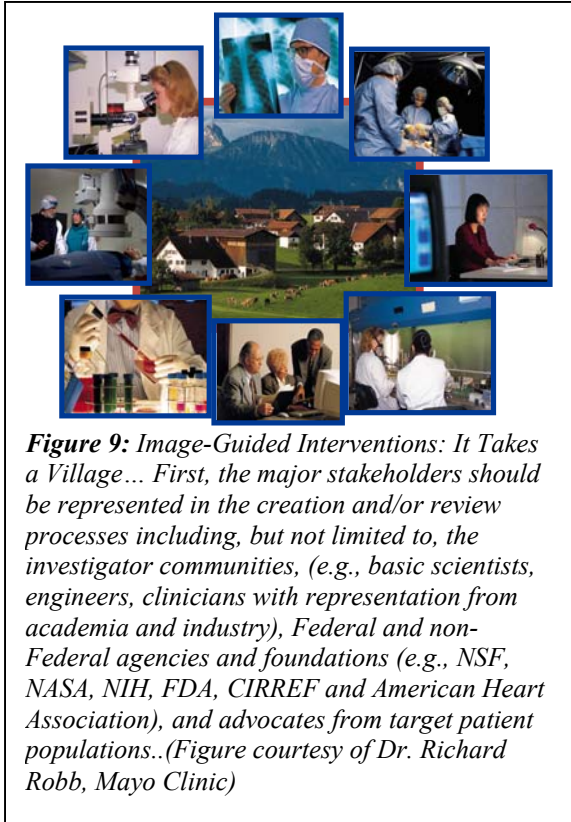 Figure 9: Image-Guided Interventions: It Takes
a Village… First, the major stakeholders should
be represented in the creation and/or review
processes including, but not limited to, the
investigator communities, (e.g., basic scientists,
engineers, clinicians with representation from
academia and industry), Federal and non-
Federal agencies and foundations (e.g., NSF,
NASA, NIH, FDA, CIRREF and American Heart
Association), and advocates from target patient
populations..(Figure courtesy of Dr. Richard
Robb, Mayo Clinic)